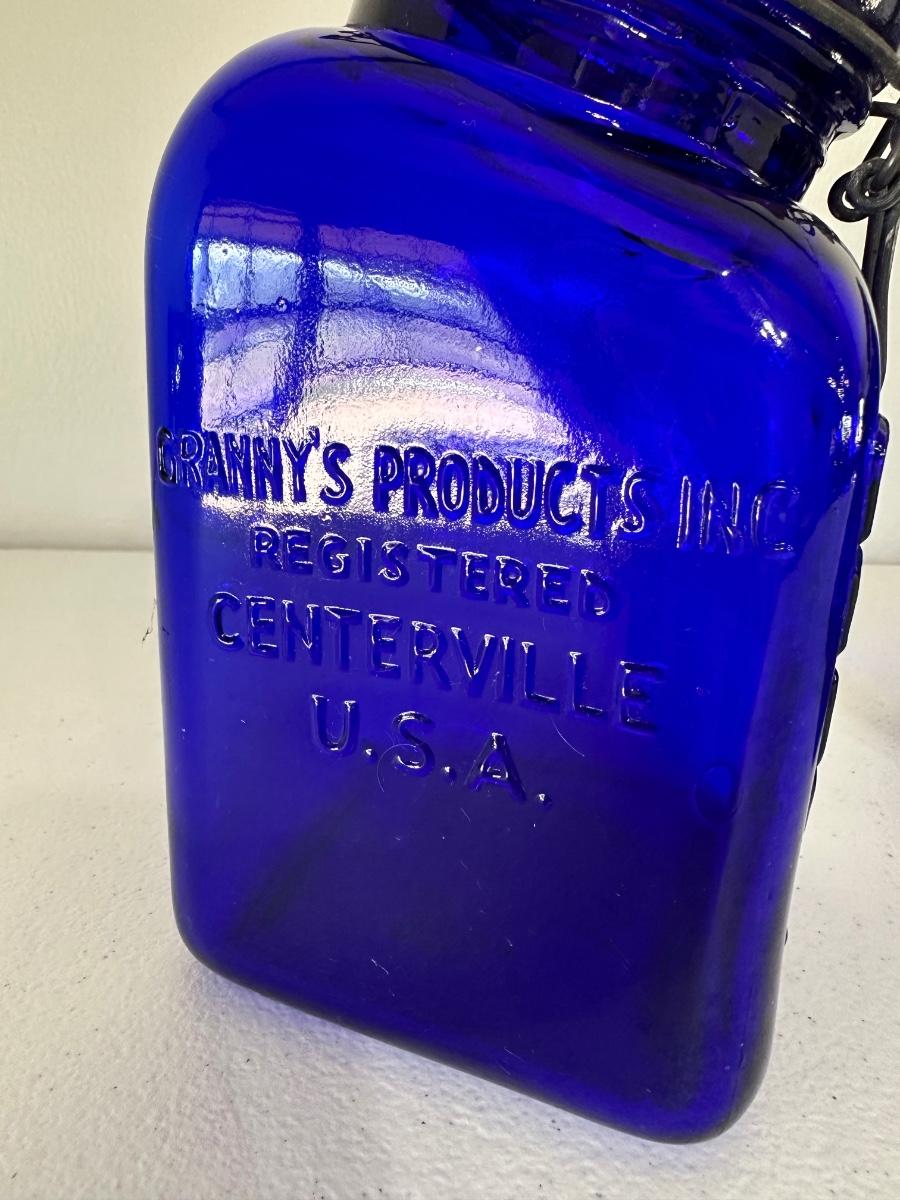 GRANNY'S PRODUCTS INC
REGISTERED
CENTERVILLE
U.S.A.